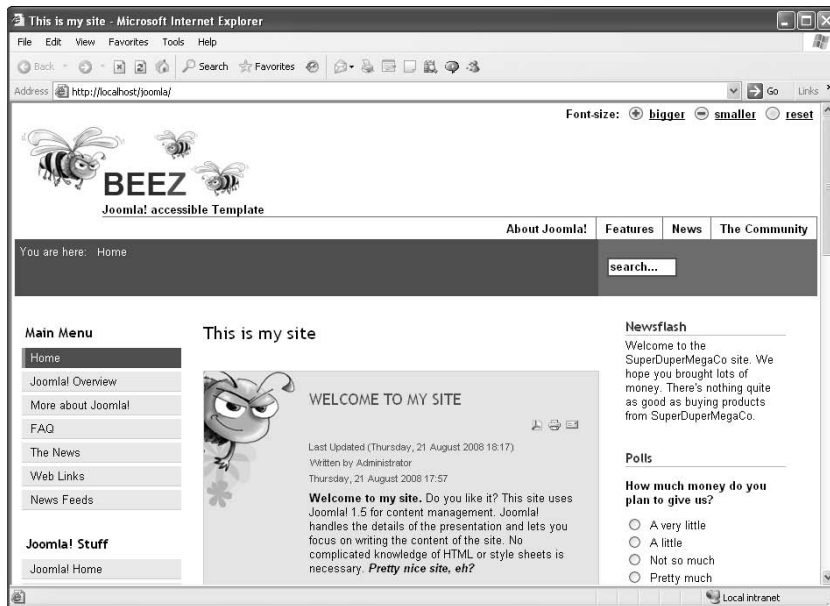 This is my site - Microsoft Internet Explorer
File Edit View Favorites Tools Help
Back Search Favorites
Address http://localhost/joomla/ Go Links
Font-size: bigger smaller reset
BEEZ
Joomla! accessible Template
About Joomla! Features News The Community
You are here: Home
search...
Main Menu
Home
Joomla! Overview
More about Joomla!
FAQ
The News
Web Links
News Feeds
Joomla! Stuff
Joomla! Home
This is my site
WELCOME TO MY SITE
Last Updated (Thursday, 21 August 2008 18:17)
Written by Administrator
Thursday, 21 August 2008 17:57
Welcome to my site. Do you like it? This site uses
Joomla! 1.5 for content management. Joomla!
handles the details of the presentation and lets you
focus on writing the content of the site. No
complicated knowledge of HTML or style sheets is
necessary. Pretty nice site, eh?
Newsflash
Welcome to the
SuperDuperMegaCo site. We
hope you brought lots of
money. There's nothing quite
as good as buying products
from SuperDuperMegaCo.
Polls
How much money do you
plan to give us?
A very little
A little
Not so much
Pretty much
Local intranet